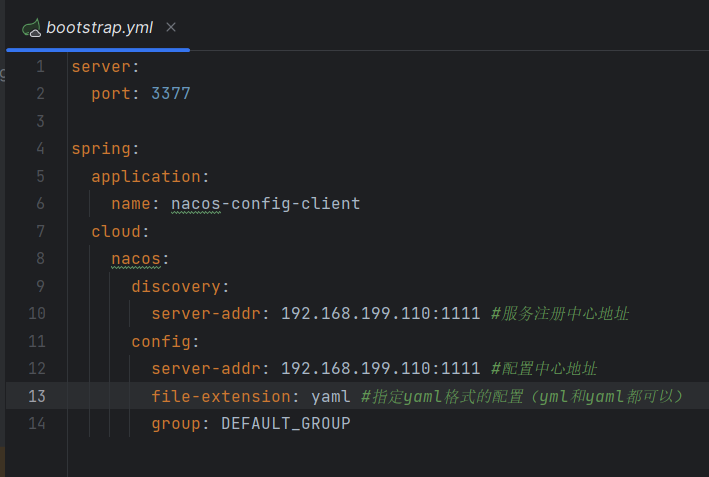 bootstrap.yml
1 server:
2   port: 3377
3
4 spring:
5   application:
6     name: nacos-config-client
7   cloud:
8     nacos:
9       discovery:
10         server-addr: 192.168.199.110:1111 #服务注册中心地址
11       config:
12         server-addr: 192.168.199.110:1111 #配置中心地址
13         file-extension: yaml #指定yaml格式的配置（yml和yaml都可以）
14         group: DEFAULT_GROUP